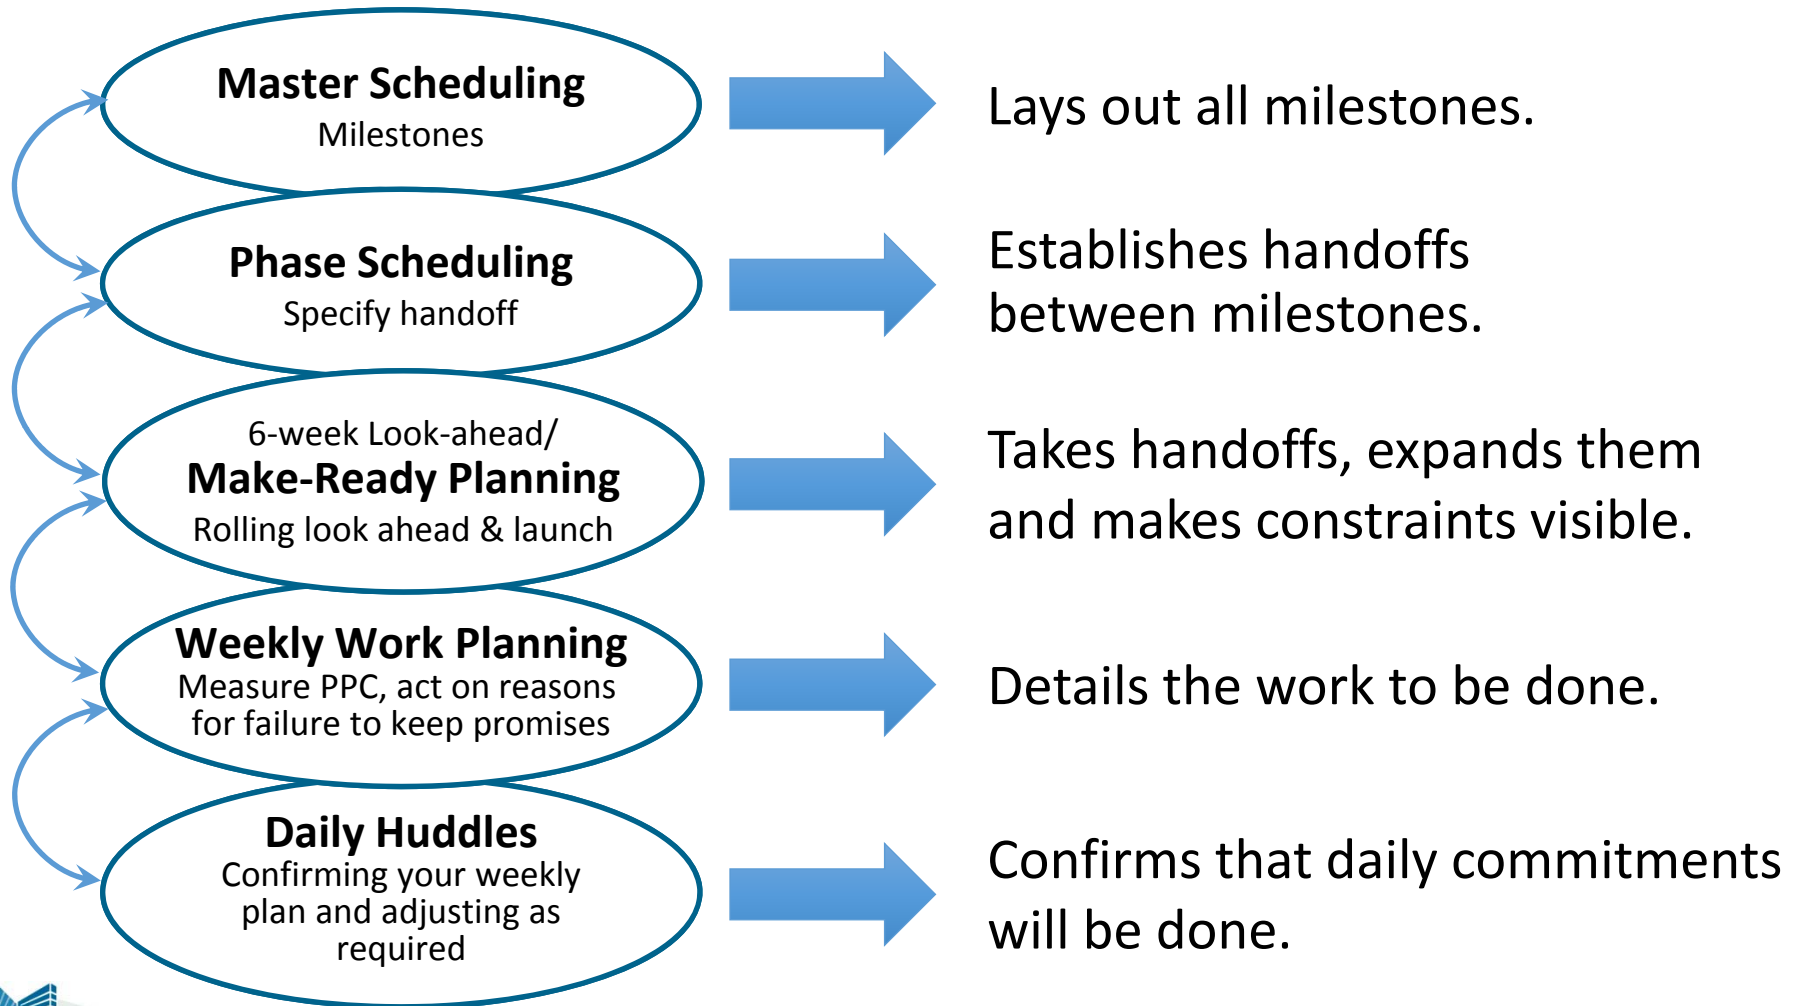 Master Scheduling
Milestones
Lays out all milestones.
Phase Scheduling
Specify handoff
Establishes handoffs
between milestones.
6-week Look-ahead/
Make-Ready Planning
Rolling look ahead & launch
Takes handoffs, expands them
and makes constraints visible.
Weekly Work Planning
Measure PPC, act on reasons
for failure to keep promises
Details the work to be done.
Daily Huddles
Confirming your weekly
plan and adjusting as
required
Confirms that daily commitments
will be done.